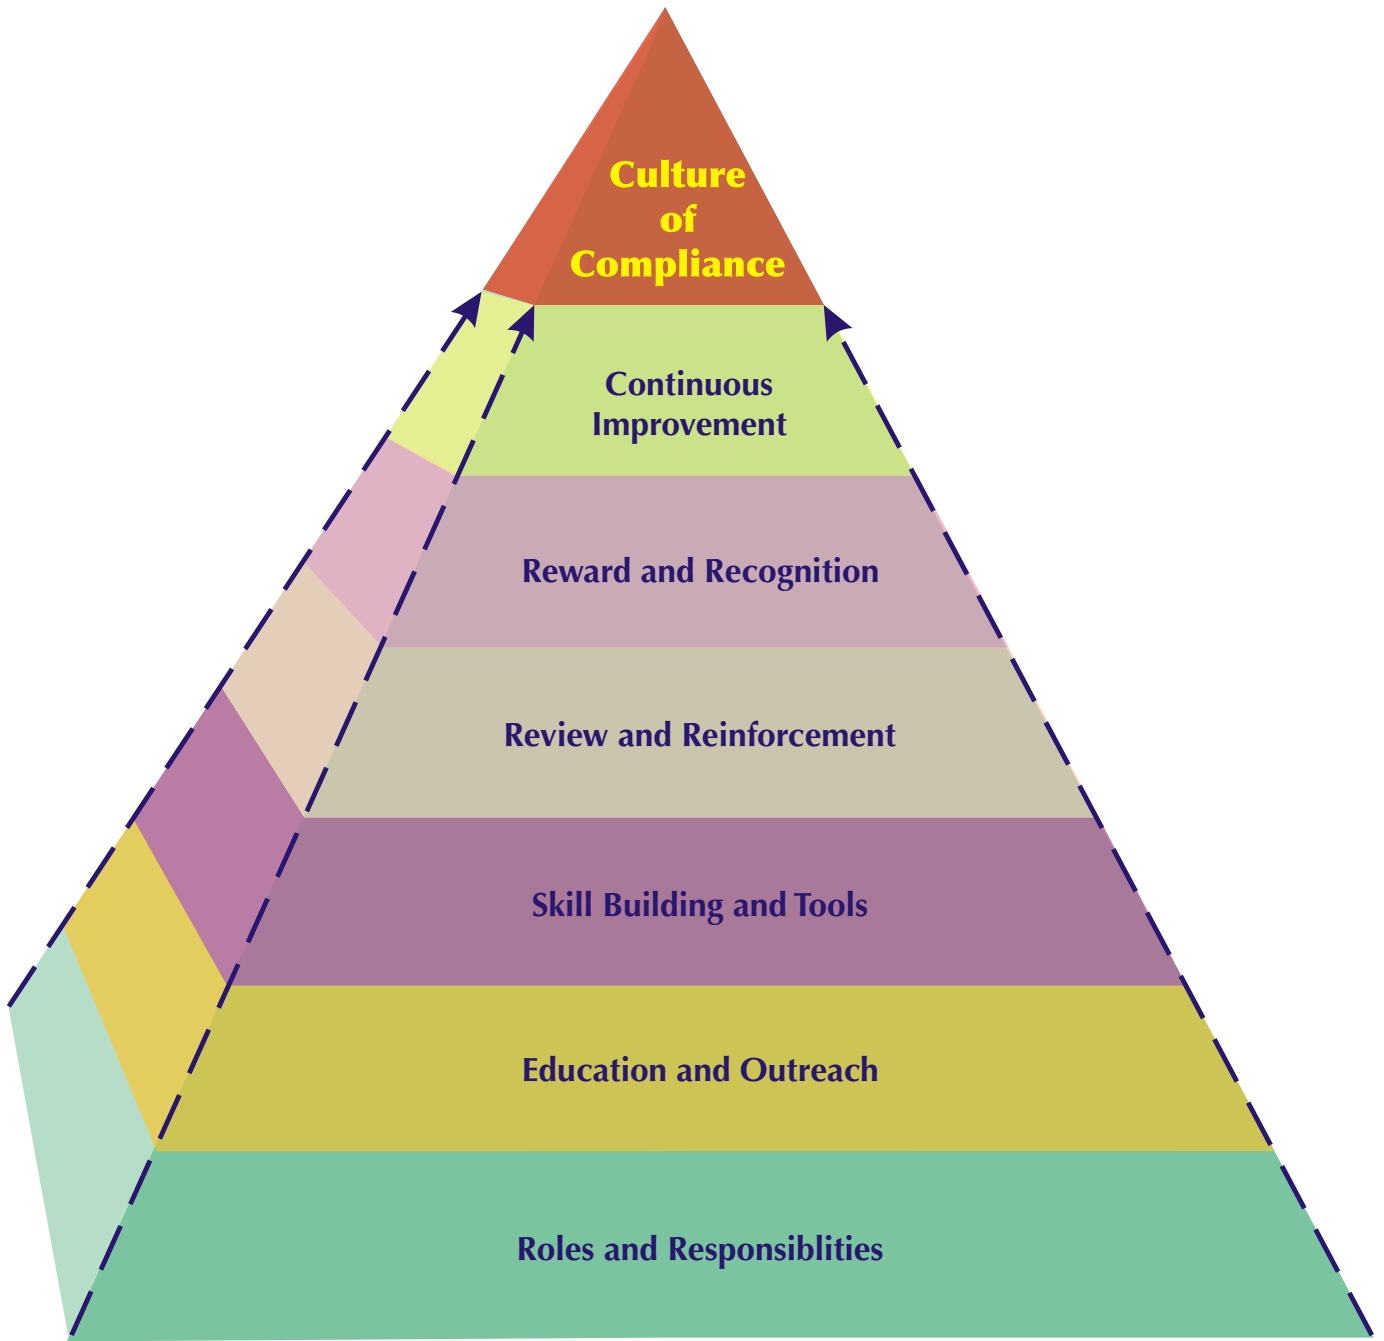 Culture
of
Compliance
Continuous
Improvement
Reward and Recognition
Review and Reinforcement
Skill Building and Tools
Education and Outreach
Roles and Responsiblities